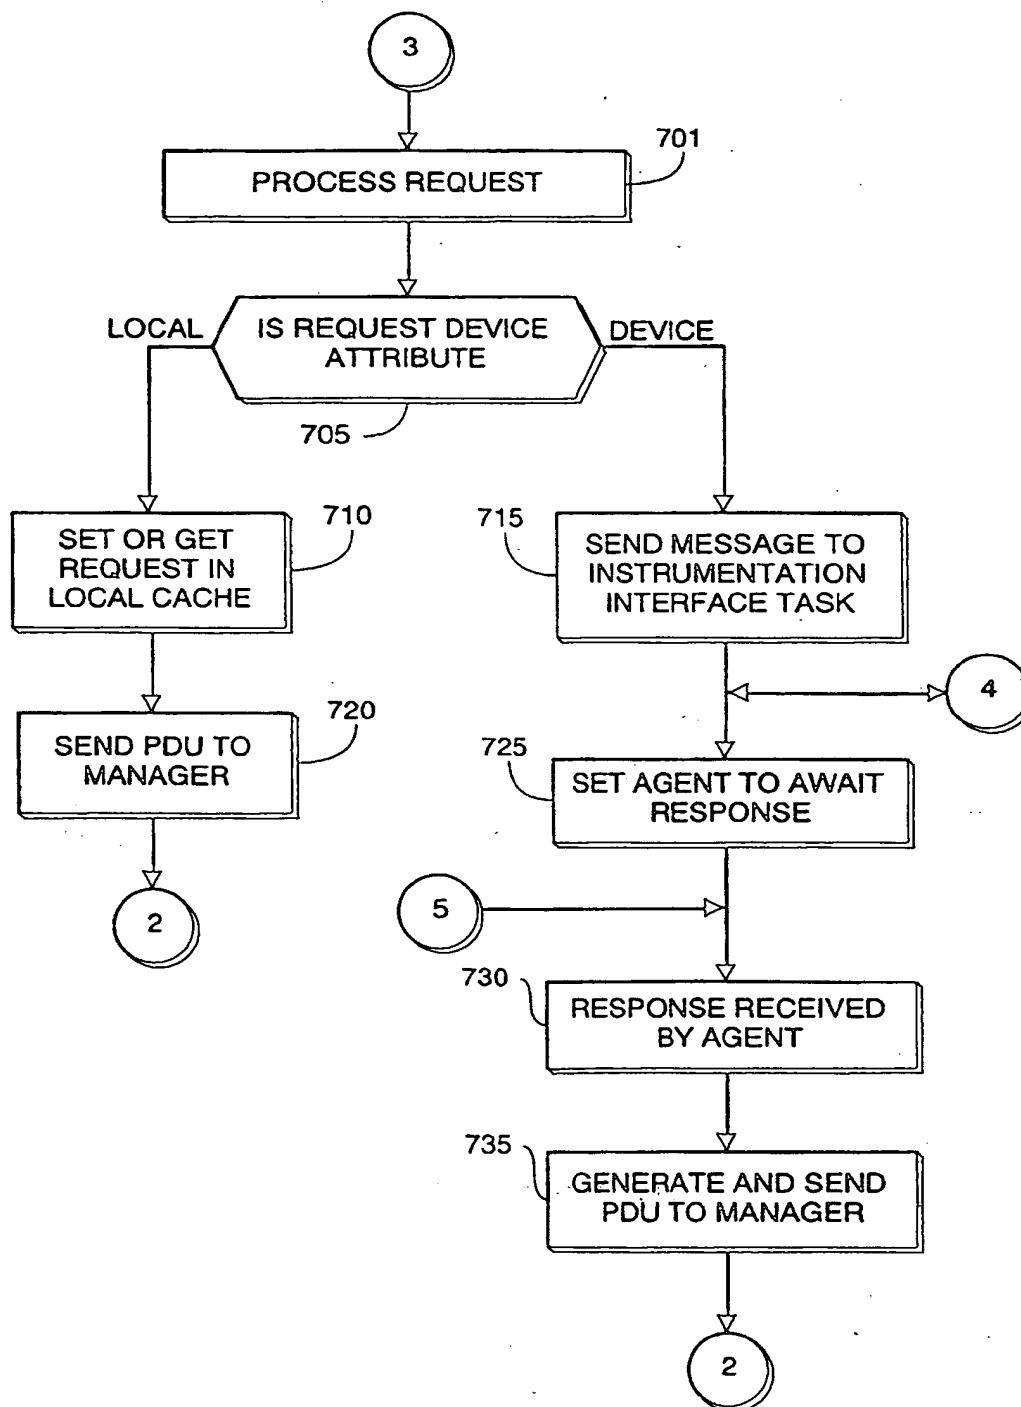 3
701
PROCESS REQUEST
LOCAL
IS REQUEST DEVICE
ATTRIBUTE
DEVICE
705
710
SET OR GET
REQUEST IN
LOCAL CACHE
715
SEND MESSAGE TO
INSTRUMENTATION
INTERFACE TASK
4
720
SEND PDU TO
MANAGER
725
SET AGENT TO AWAIT
RESPONSE
2
5
730
RESPONSE RECEIVED
BY AGENT
735
GENERATE AND SEND
PDU TO MANAGER
2